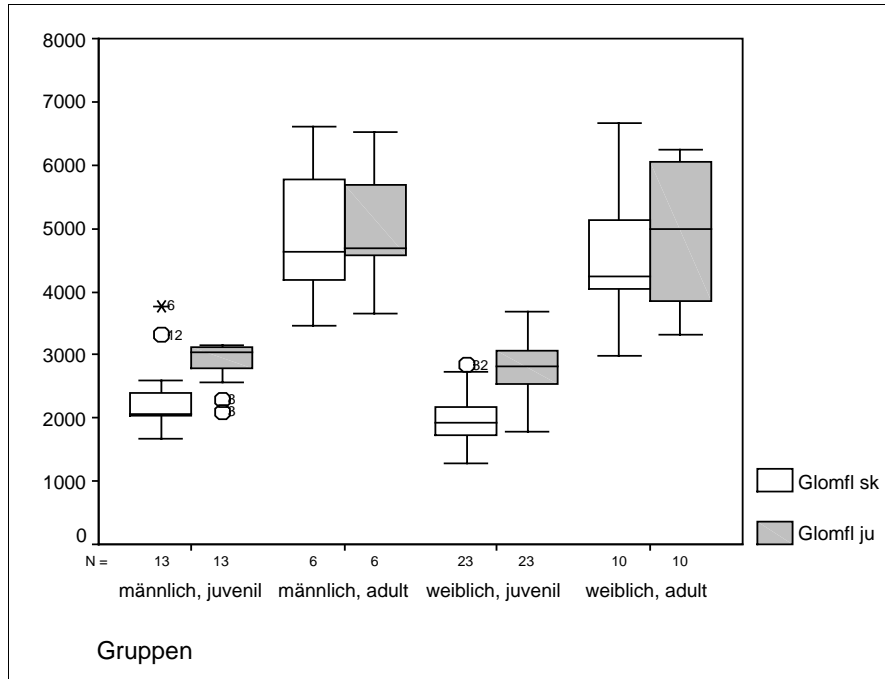 8000
7000
6000
5000
4000
3000
2000
1000
0
6
12
3
32
Glomfl sk
Glomfl ju
N = 13 13 6 6 23 23 10 10
männlich, juvenil männlich, adult weiblich, juvenil weiblich, adult
Gruppen